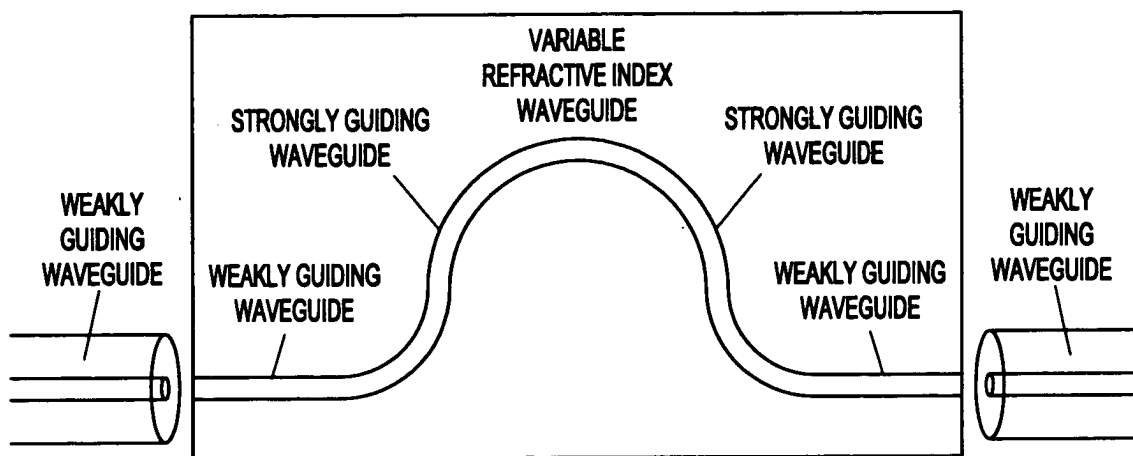 VARIABLE
REFRACTIVE INDEX
WAVEGUIDE
STRONGLY GUIDING
WAVEGUIDE
STRONGLY GUIDING
WAVEGUIDE
WEAKLY
GUIDING
WAVEGUIDE
WEAKLY GUIDING
WAVEGUIDE
WEAKLY GUIDING
WAVEGUIDE
WEAKLY
GUIDING
WAVEGUIDE